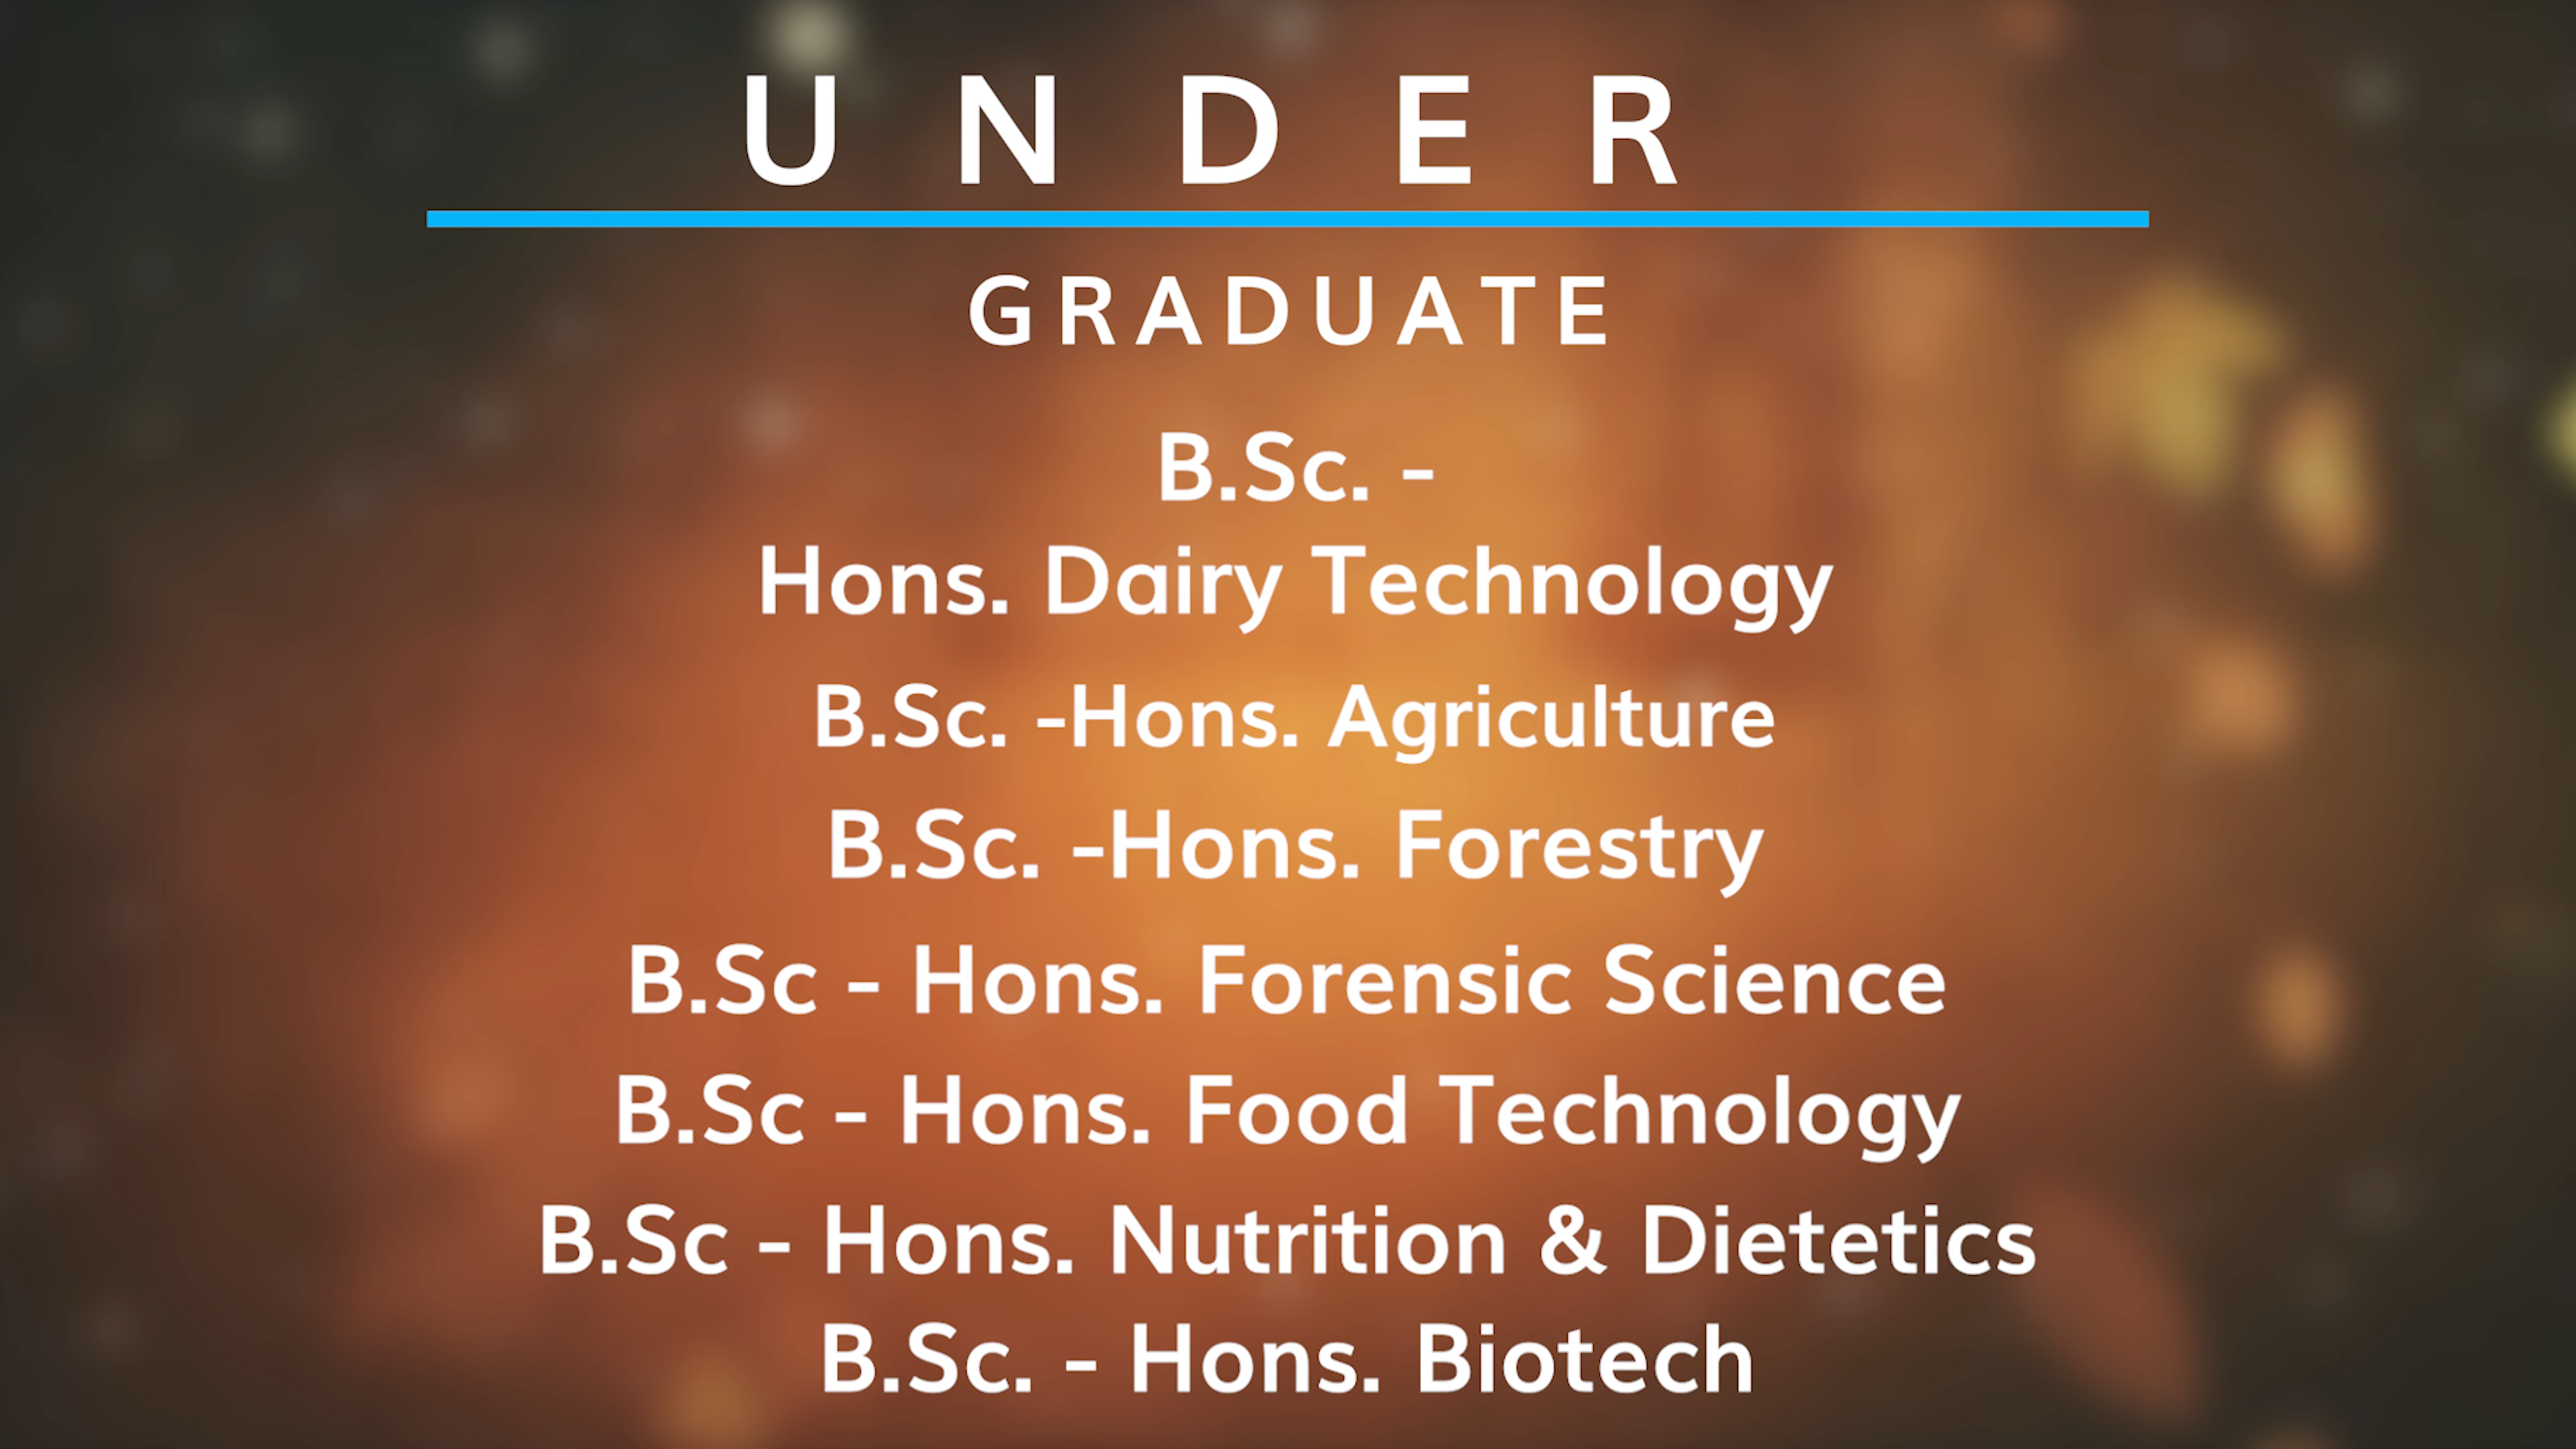 UNDER
GRADUATE
B.Sc. -
Hons. Dairy Technology
B.Sc. -Hons. Agriculture
B.Sc. -Hons. Forestry
B.Sc - Hons. Forensic Science
B.Sc - Hons. Food Technology
B.Sc - Hons. Nutrition & Dietetics
B.Sc. - Hons. Biotech